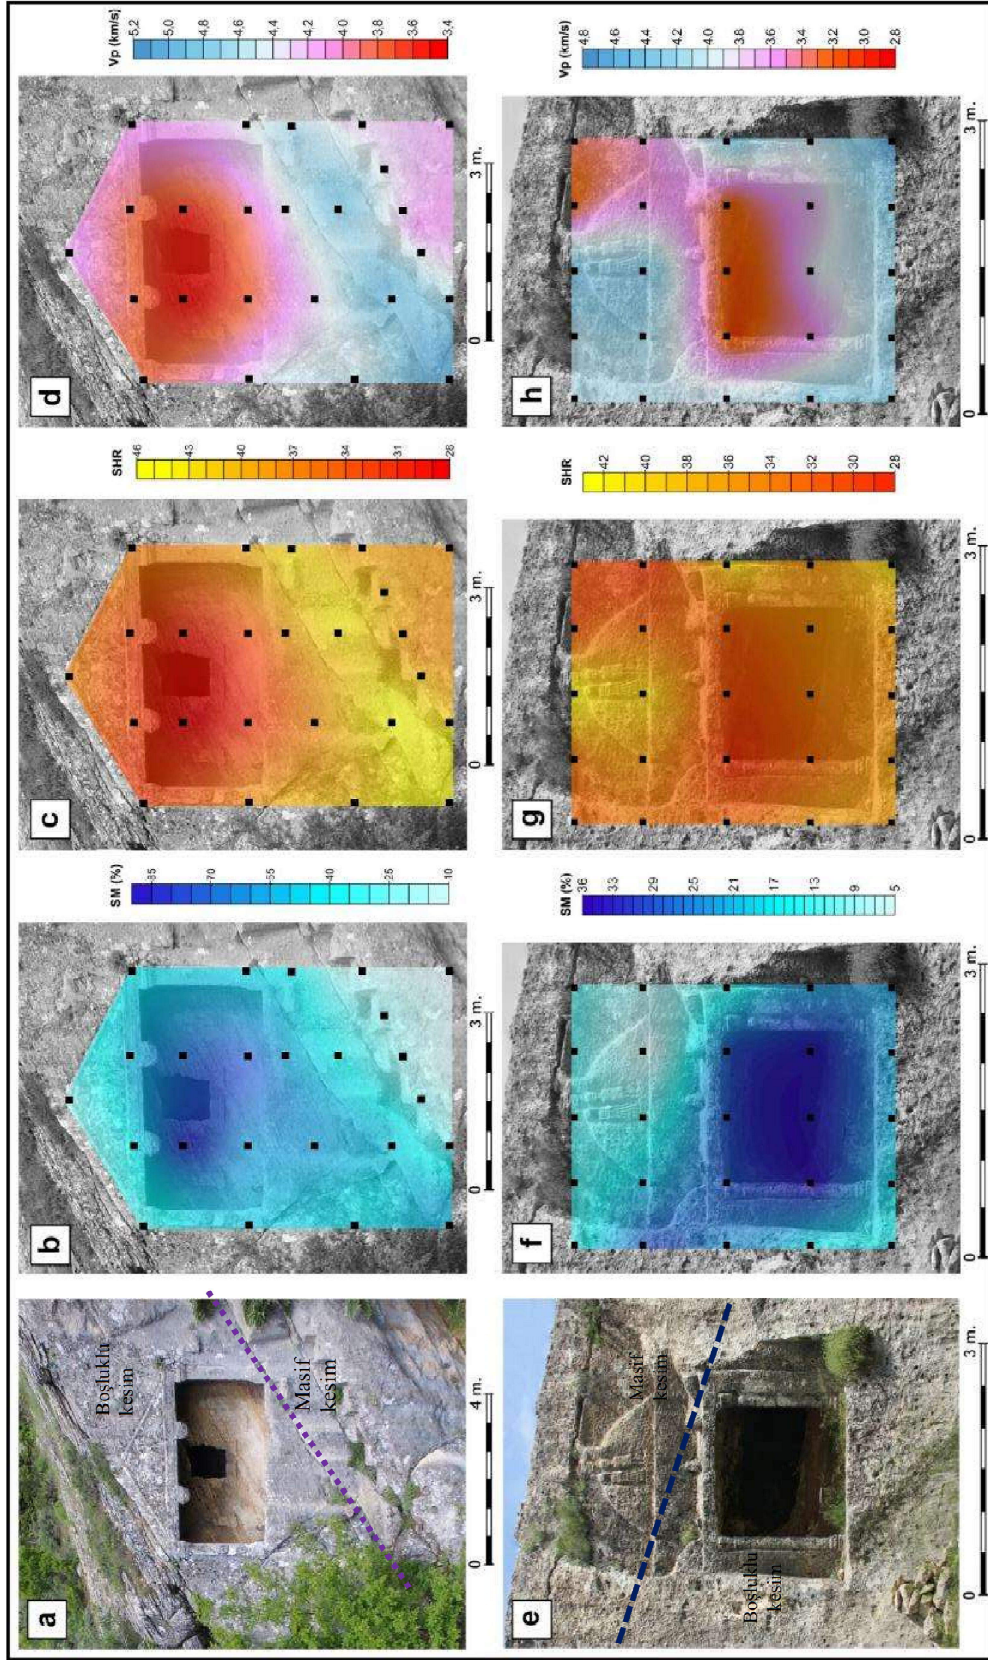 a
Boşluklu
kesim
Masif
kesim
0
4 m.
b
SM (%)
85
70
55
40
25
10
0
3 m.
c
SHR
46
43
40
37
34
31
28
0
3 m.
d
Vp (km/s)
5,2
5,0
4,8
4,6
4,4
4,2
4,0
3,8
3,6
3,4
0
3 m.
e
Masif
kesim
Boşluklu
kesim
0
3 m.
f
SM (%)
36
33
29
25
21
17
13
9
5
0
3 m.
g
SHR
42
40
38
36
34
32
30
28
0
3 m.
h
Vp (km/s)
4,8
4,6
4,4
4,2
4,0
3,8
3,6
3,4
3,2
3,0
2,8
0
3 m.